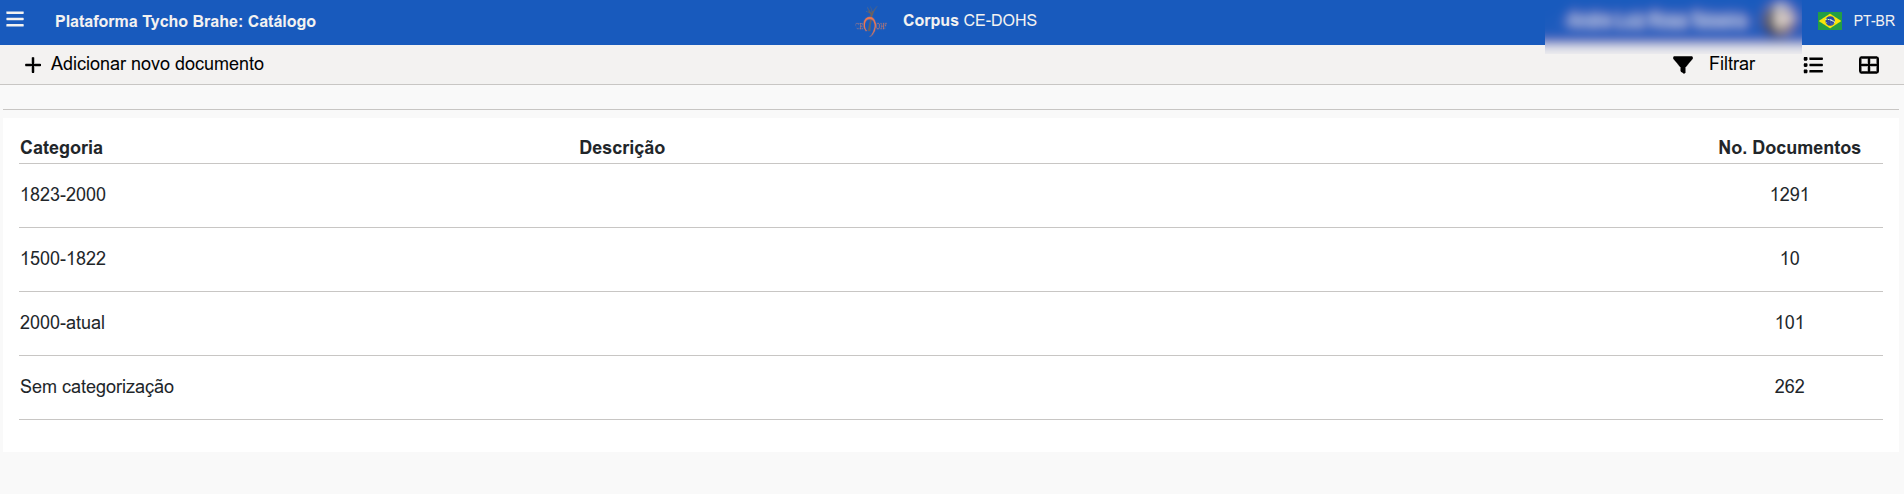 Plataforma Tycho Brahe: Catálogo
Corpus CE-DOHS
PT-BR
Adicionar novo documento
Filtrar
Categoria Descrição No. Documentos
1823-2000 1291
1500-1822 10
2000-atual 101
Sem categorização 262